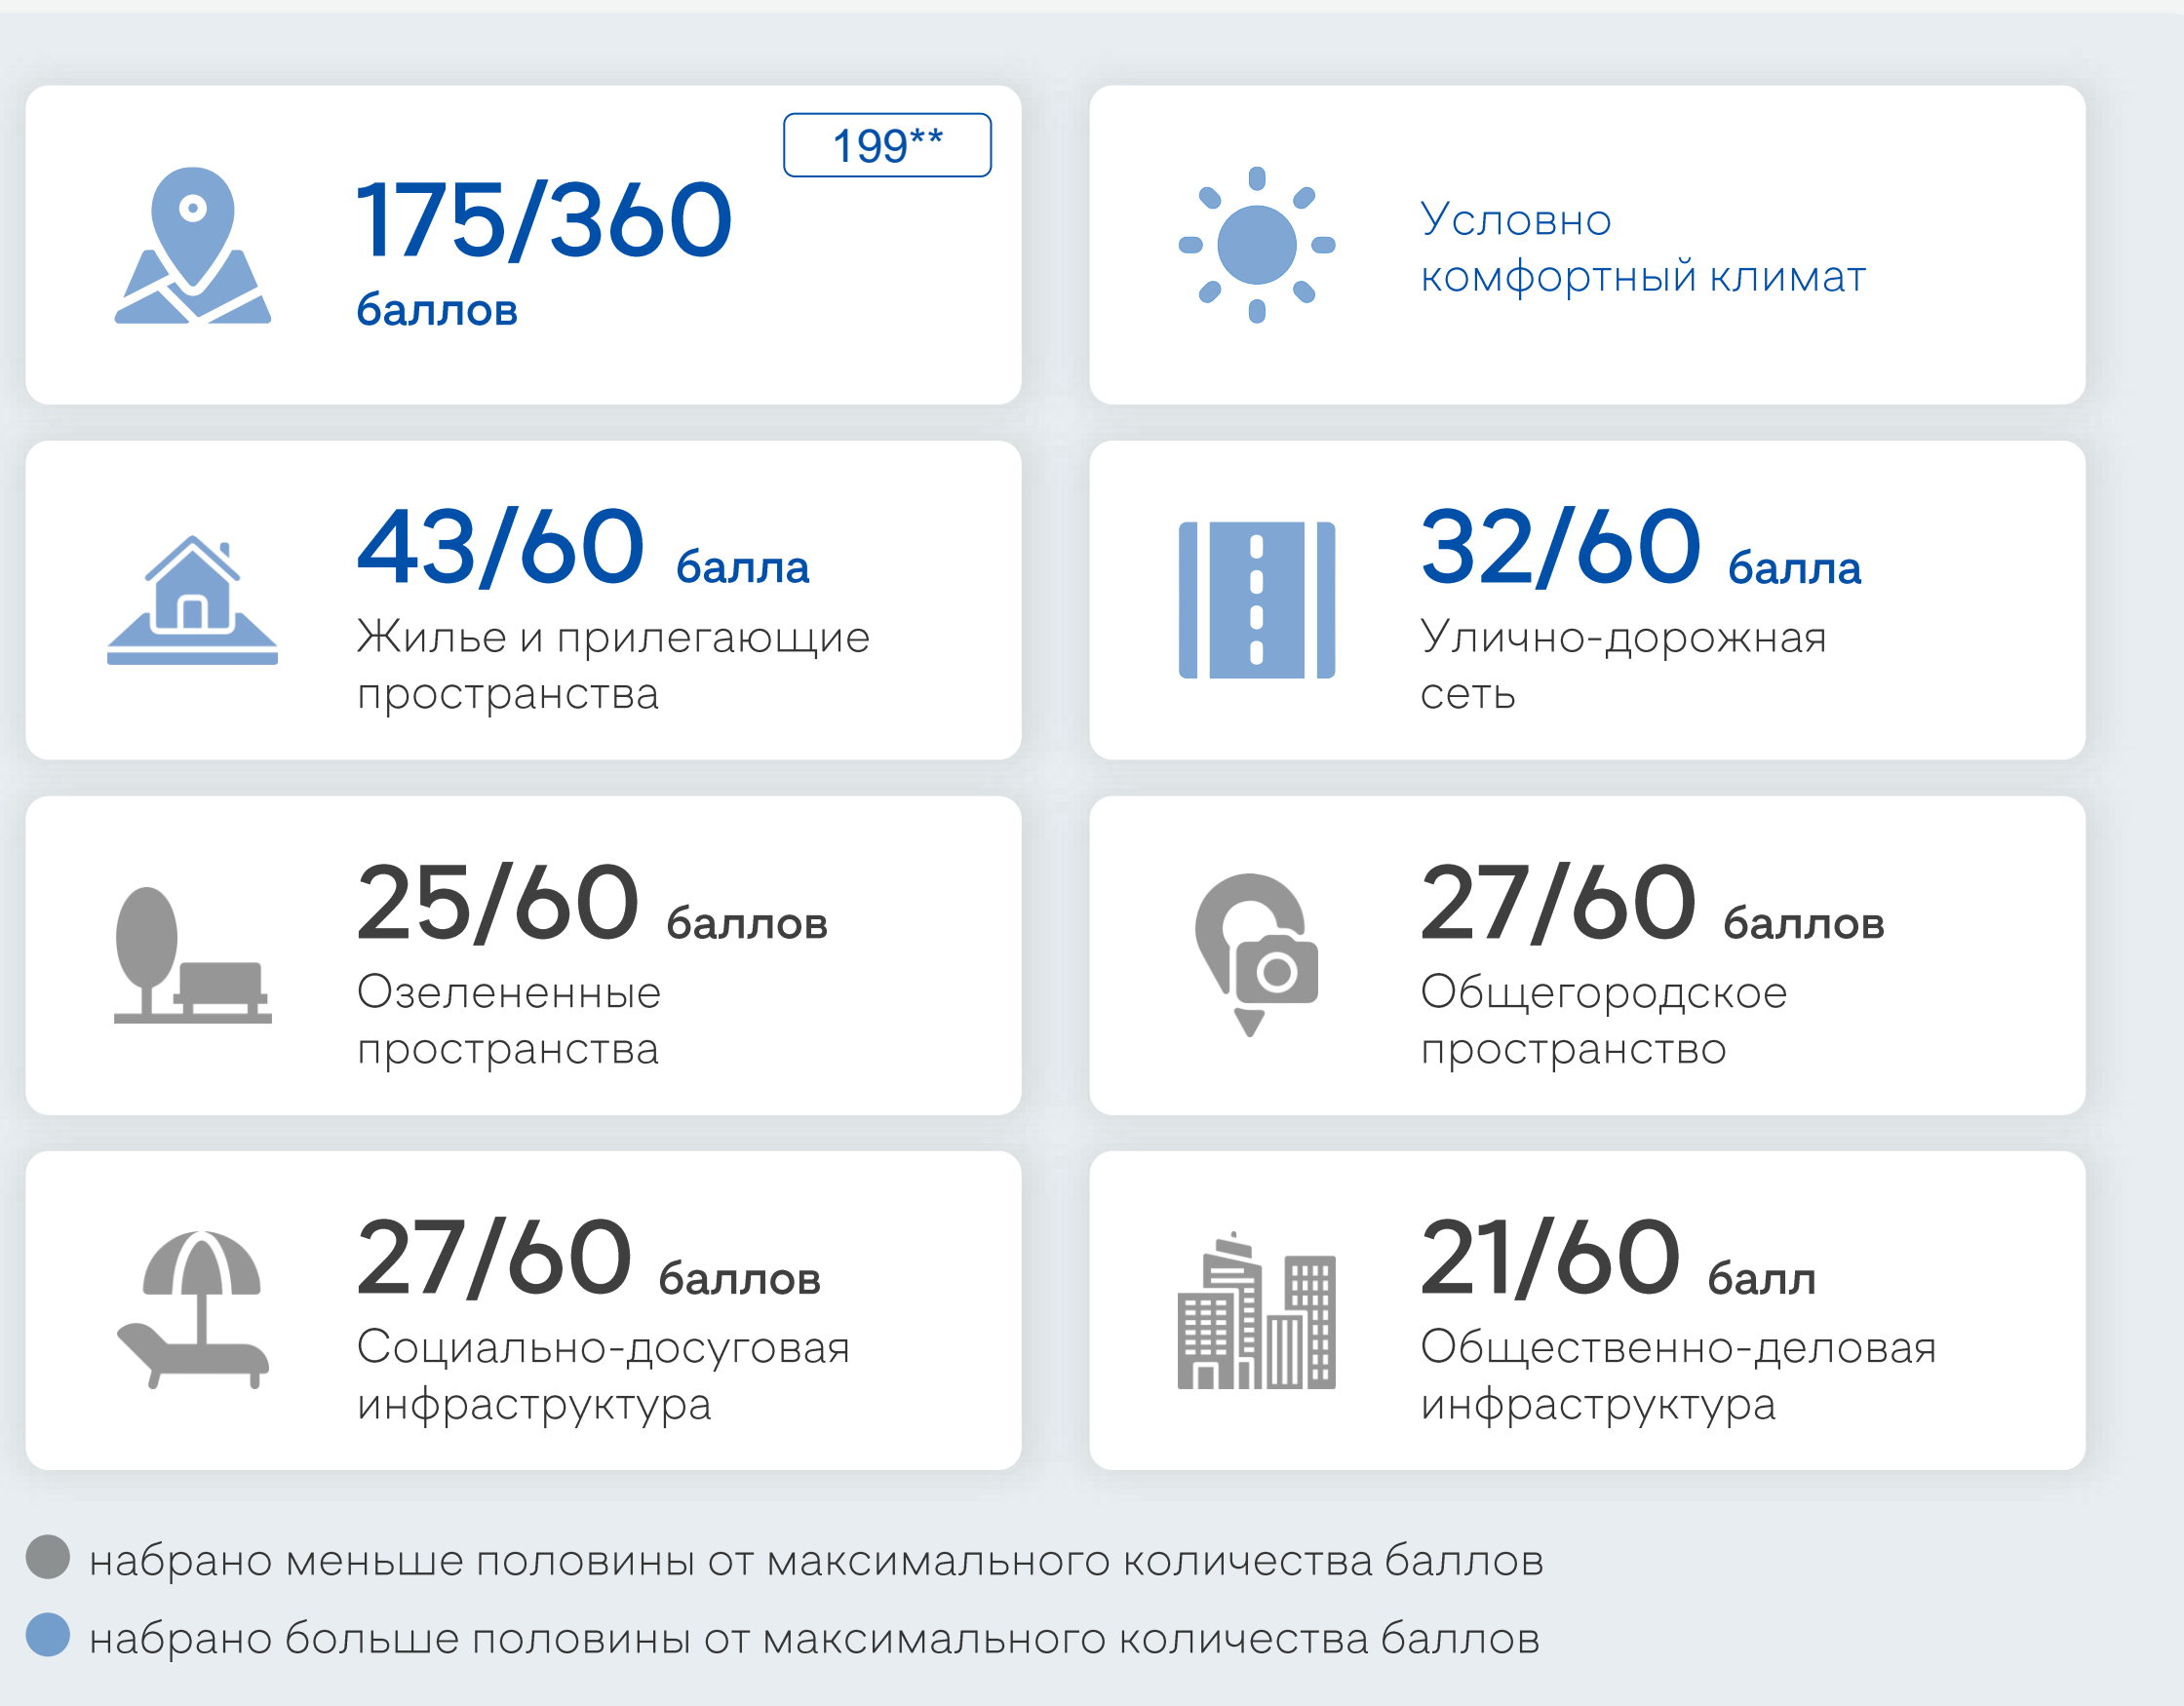 199**
175/360
баллов
Условно
комфортный климат
43/60 балла
Жилье и прилегающие
пространства
32/60 балла
Улично-дорожная
сеть
25/60 баллов
Озелененные
пространства
27/60 баллов
Общегородское
пространство
27/60 баллов
Социально-досуговая
инфраструктура
21/60 балл
Общественно-деловая
инфраструктура
набрано меньше половины от максимального количества баллов
набрано больше половины от максимального количества баллов